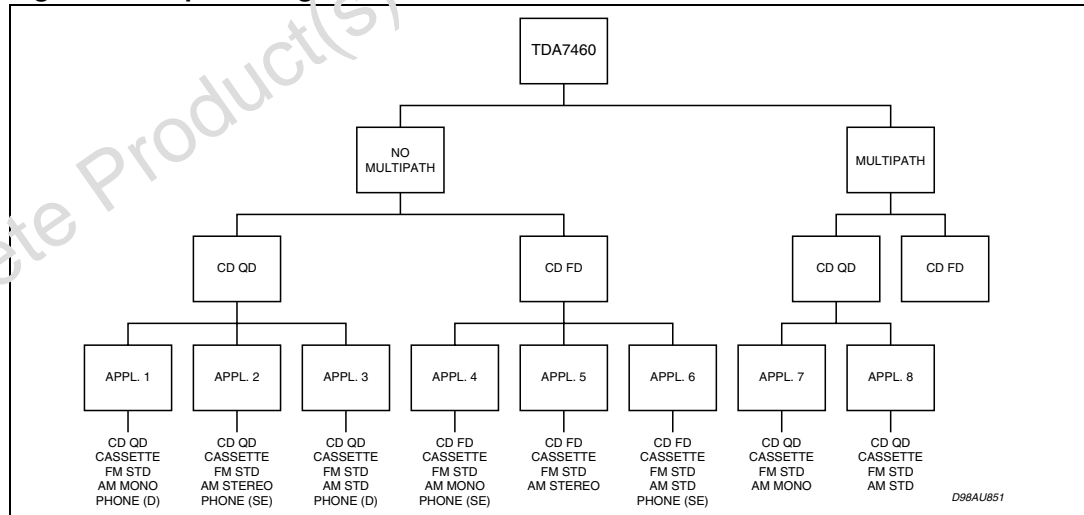 TDA7460
NO
MULTIPATH
MULTIPATH
CD QD
CD FD
CD QD
CD FD
APPL. 1
APPL. 2
APPL. 3
APPL. 4
APPL. 5
APPL. 6
APPL. 7
APPL. 8
CD QD
CASSETTE
FM STD
AM MONO
PHONE (D)
CD QD
CASSETTE
FM STD
AM STEREO
PHONE (SE)
CD QD
CASSETTE
FM STD
AM STD
PHONE (D)
CD FD
CASSETTE
FM STD
AM MONO
PHONE (SE)
CD FD
CASSETTE
FM STD
AM STEREO
CD FD
CASSETTE
FM STD
AM STD
PHONE (SE)
CD QD
CASSETTE
FM STD
AM MONO
CD QD
CASSETTE
FM STD
AM STD
D98AU851
ete Product(s)